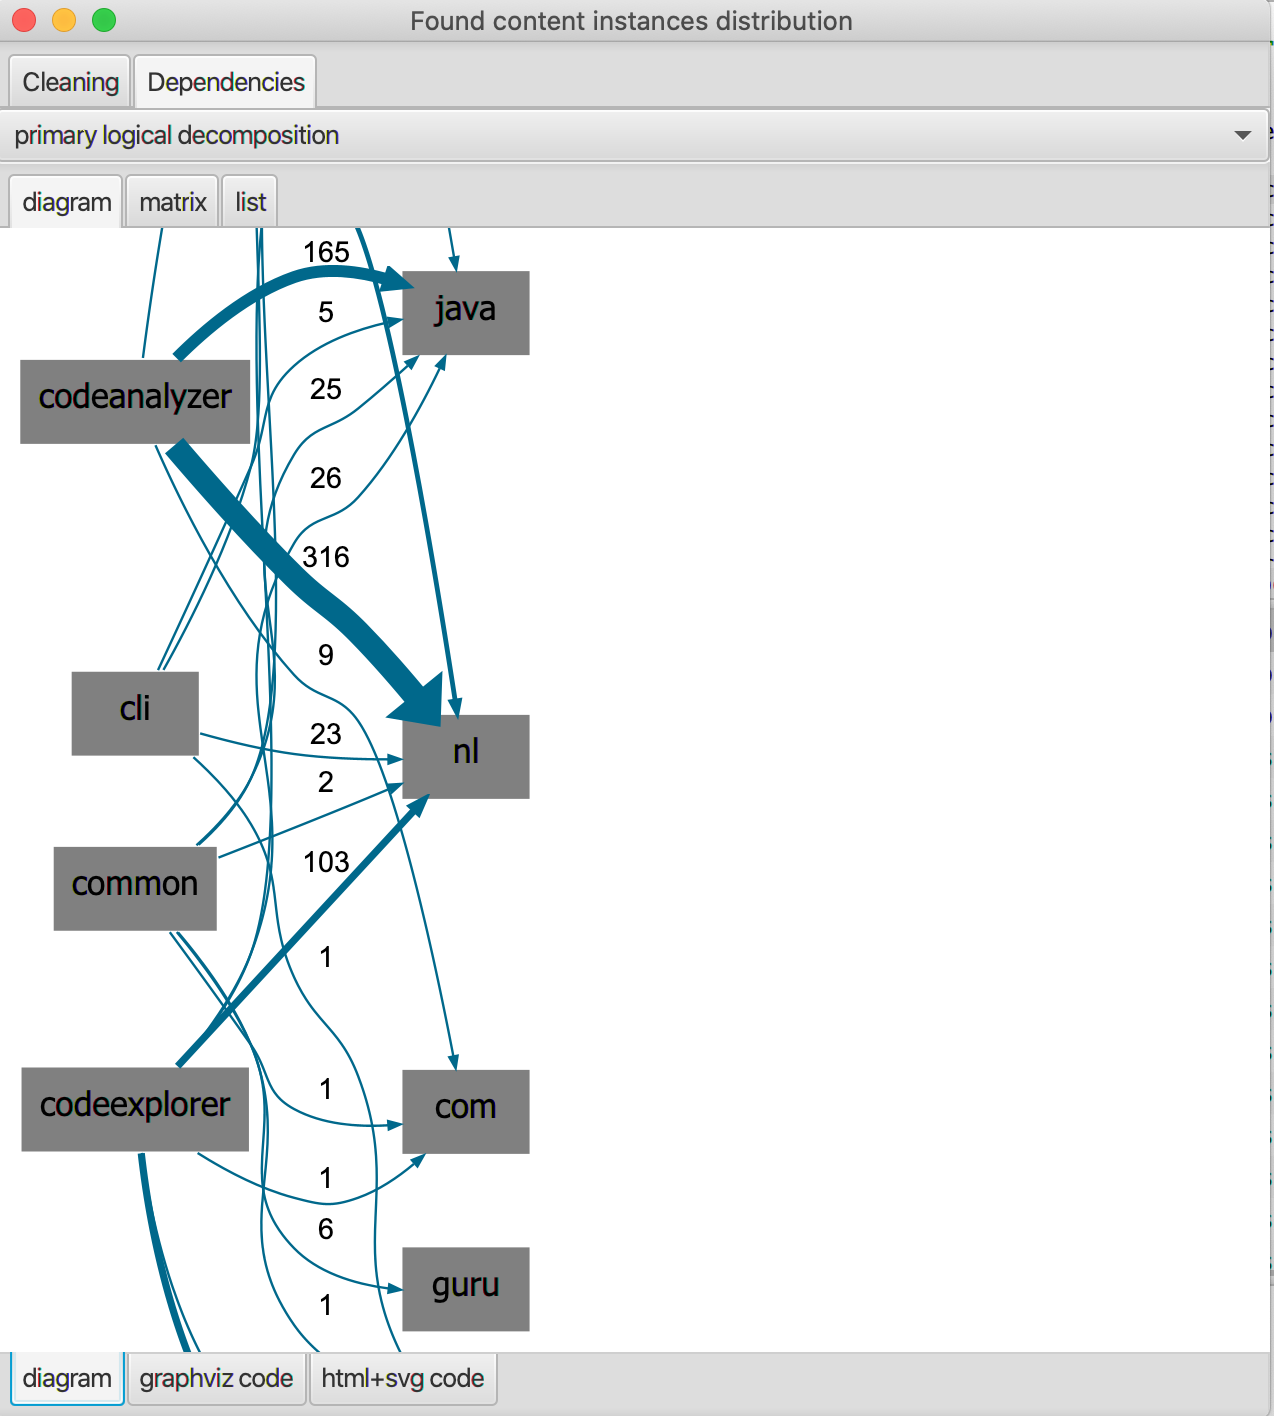 Found content instances distribution
Cleaning
Dependencies
primary logical decomposition
diagram
matrix
list
165
java
5
codeanalyzer
25
26
316
9
cli
23
nl
2
103
common
1
codeexplorer
1
com
1
6
guru
1
diagram
graphviz code
html+svg code